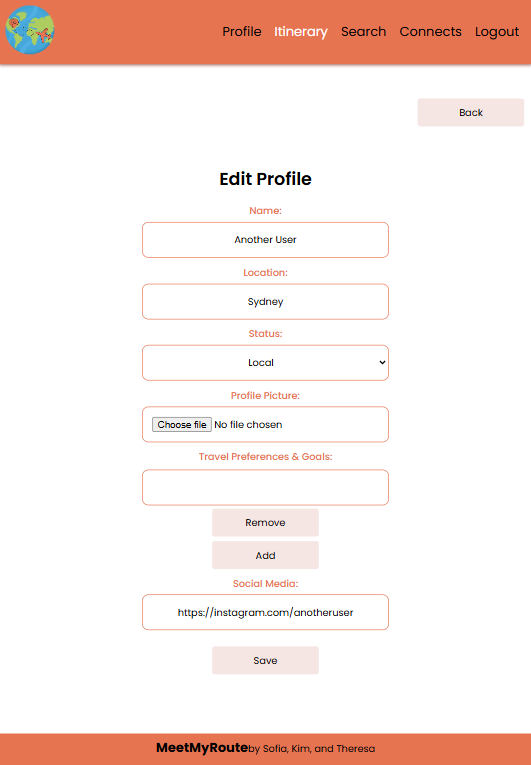 Profile Itinerary Search Connects Logout
Back
Edit Profile
Name:
Another User
Location:
Sydney
Status:
Local
Profile Picture:
Choose file No file chosen
Travel Preferences & Goals:
Remove
Add
Social Media:
https://instagram.com/anotheruser
Save
MeetMyRoute by Sofia, Kim, and Theresa